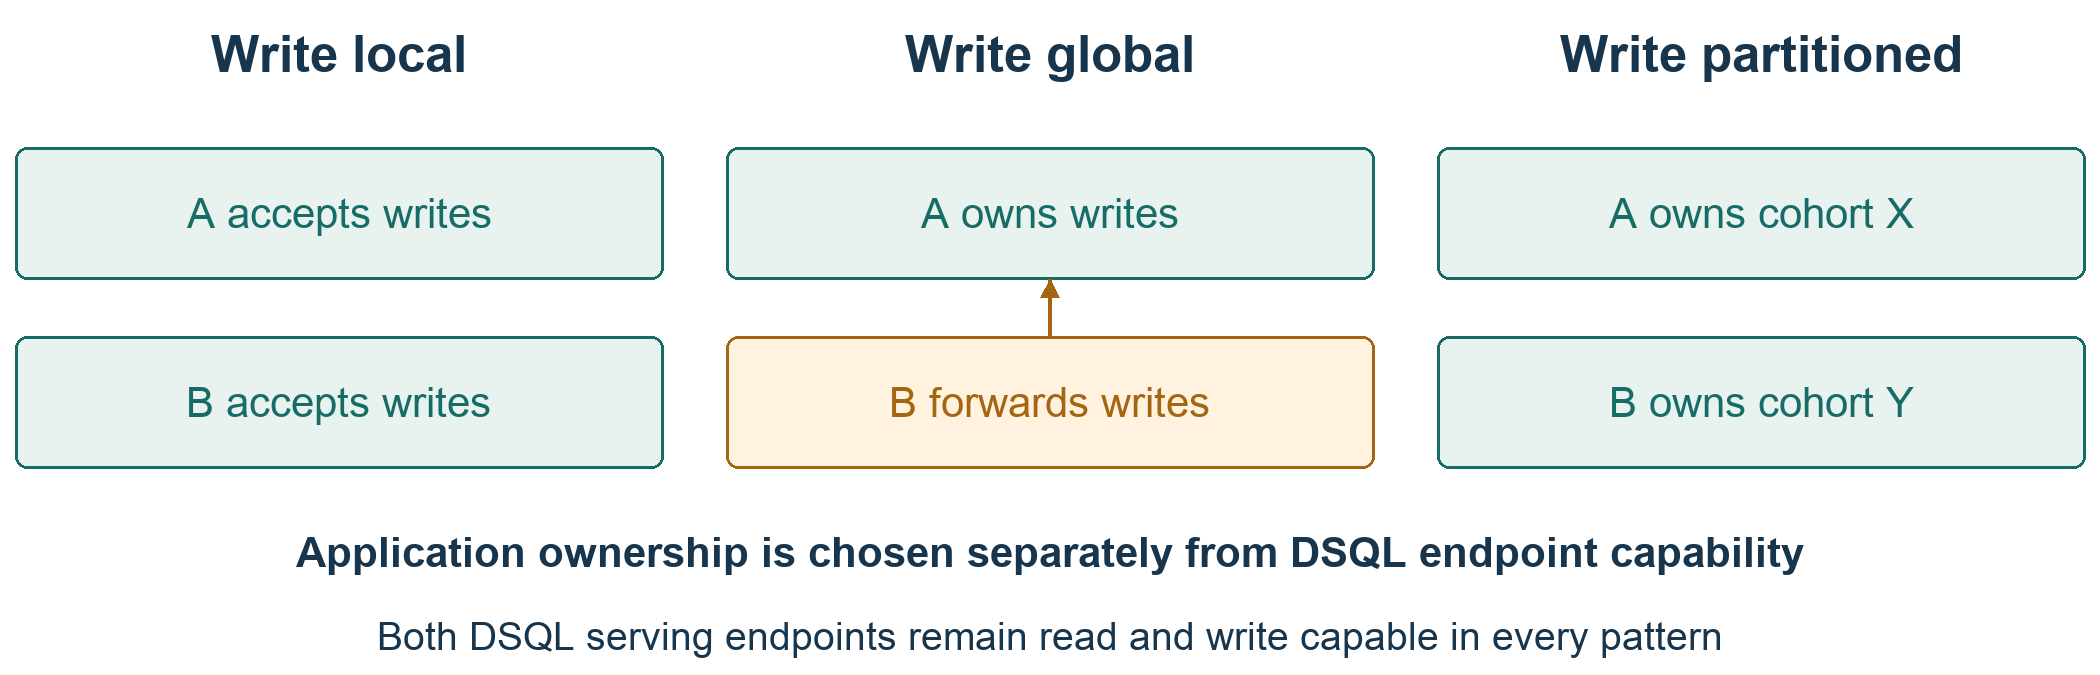 Write local
Write global
Write partitioned
A accepts writes
A owns writes
A owns cohort X
B accepts writes
B forwards writes
B owns cohort Y
Application ownership is chosen separately from DSQL endpoint capability
Both DSQL serving endpoints remain read and write capable in every pattern